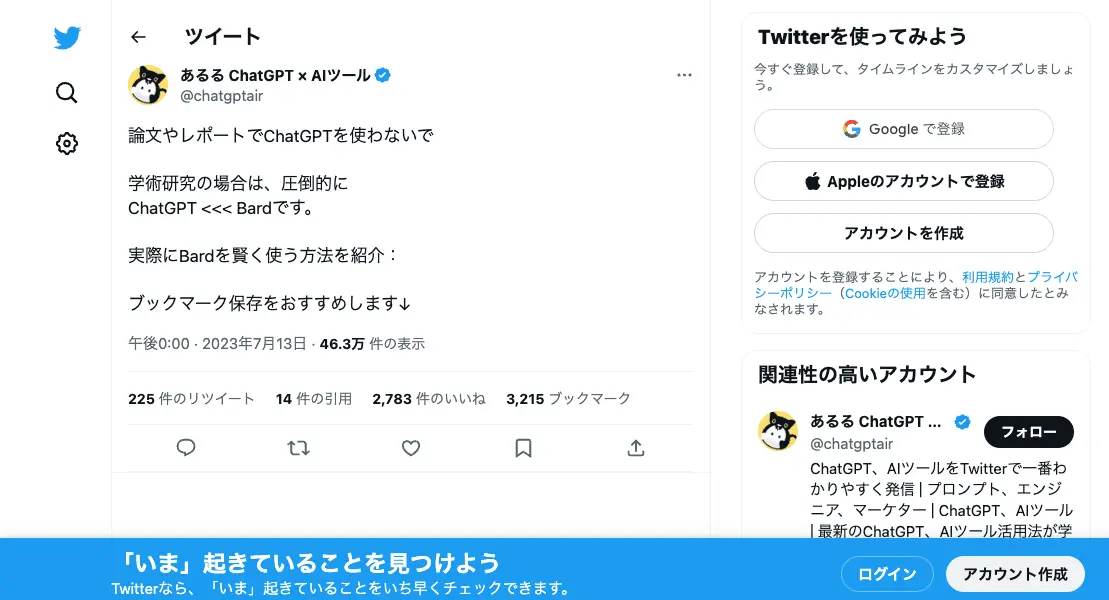 ツイート
あるる ChatGPT × AIツール
@chatgptair
論文やレポートでChatGPTを使わないで
学術研究の場合は、圧倒的に
ChatGPT <<< Bardです。
実際にBardを賢く使う方法を紹介：
ブックマーク保存をおすすめします↓
午後0:00 · 2023年7月13日 · 46.3万 件の表示
225 件のリツイート 14 件の引用 2,783 件のいいね 3,215 ブックマーク
Twitterを使ってみよう
今すぐ登録して、タイムラインをカスタマイズしましょ
う。
Google で登録
Appleのアカウントで登録
アカウントを作成
アカウントを登録することにより、利用規約とプライバ
シーポリシー（Cookieの使用を含む）に同意したとみ
なされます。
関連性の高いアカウント
あるる ChatGPT ...
@chatgptair
フォロー
ChatGPT、AIツールをTwitterで一番わ
かりやすく発信 | プロンプト、エンジ
ニア、マーケター | ChatGPT、AIツール
| 最新のChatGPT、AIツール活用法が学
「いま」起きていることを見つけよう
Twitterなら、「いま」起きていることをいち早くチェックできます。
ログイン
アカウント作成